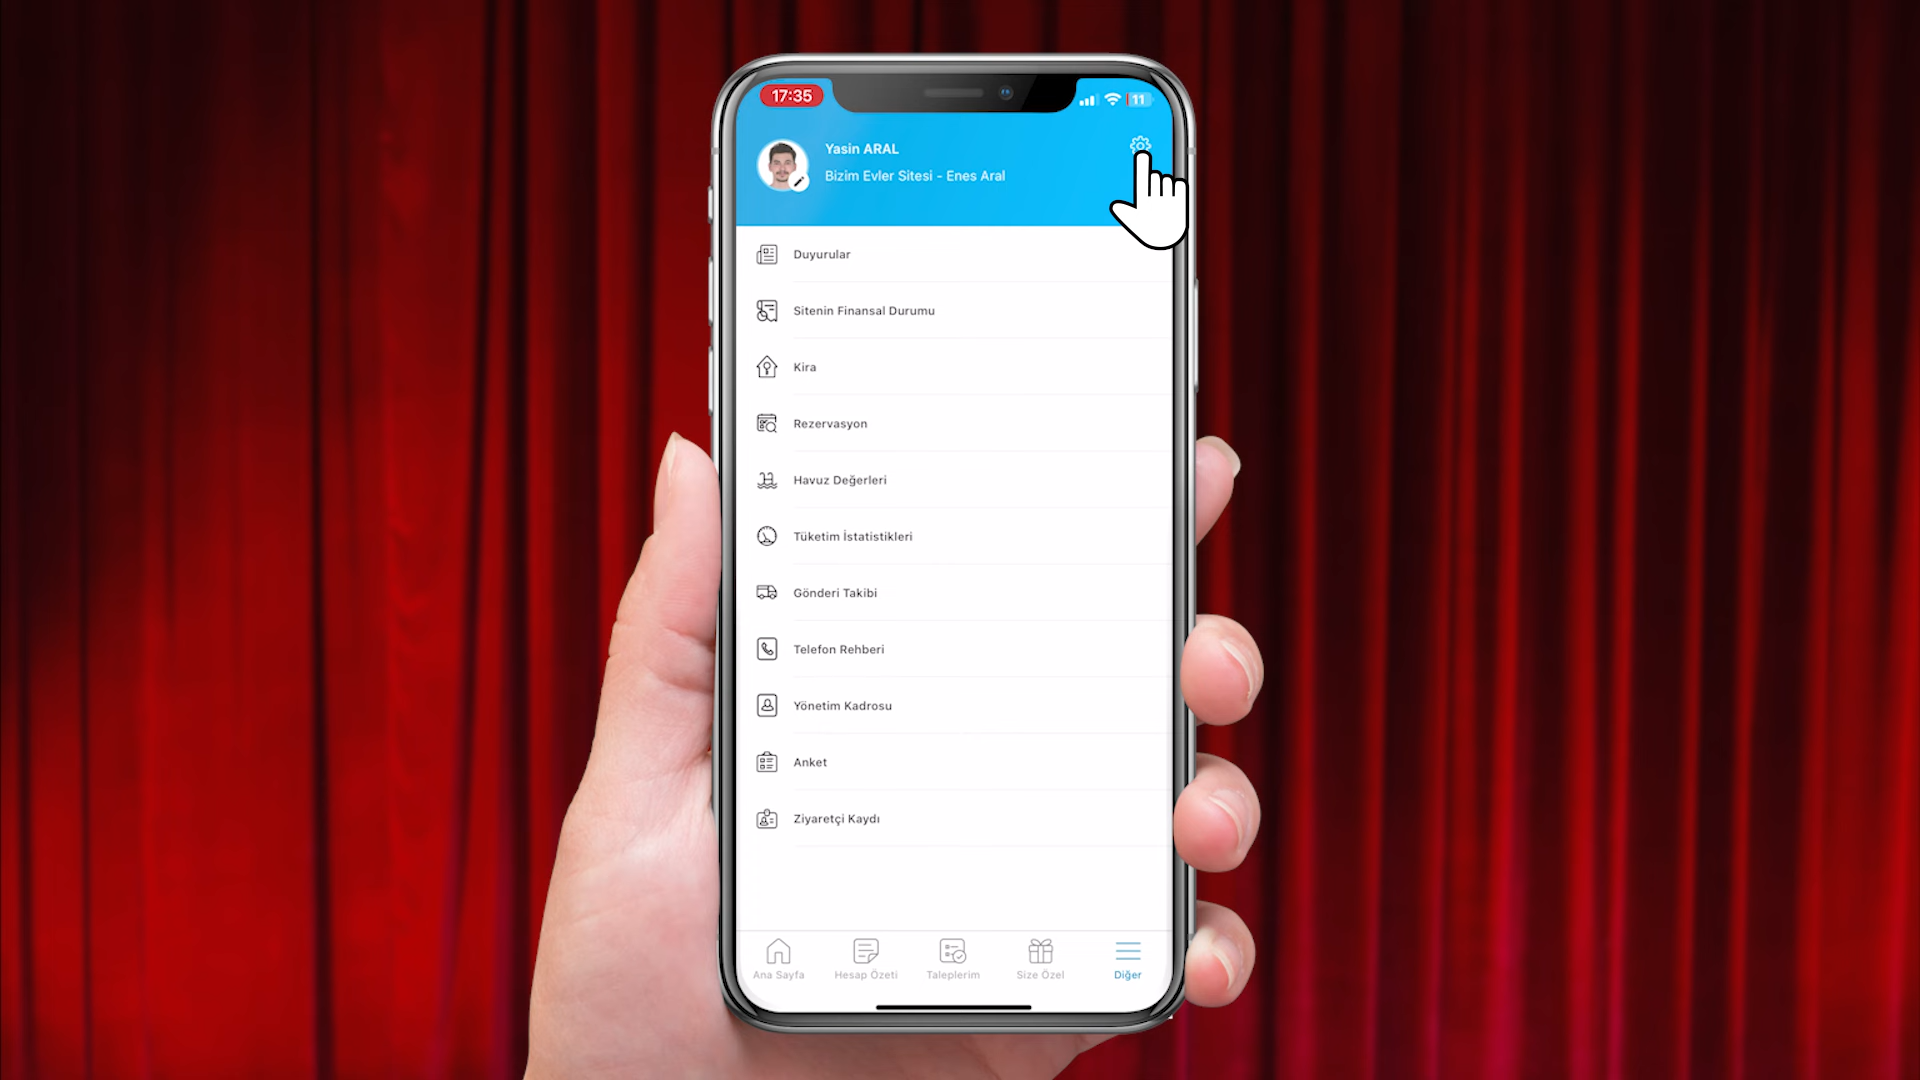 17:35
11
Yasin ARAL
Bizim Evler Sitesi - Enes Aral
Duyurular
Sitenin Finansal Durumu
Kira
Rezervasyon
Havuz Değerleri
Tüketim İstatistikleri
Gönderi Takibi
Telefon Rehberi
Yönetim Kadrosu
Anket
Ziyaretçi Kaydı
Ana Sayfa
Hesap Özeti
Taleplerim
Size Özel
Diğer